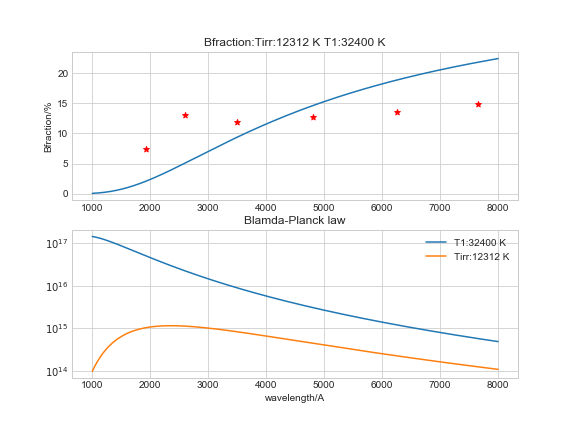 Bfraction:Tirr:12312 K T1:32400 K
Bfraction/%
20
15
10
5
0
1000 2000 3000 4000 5000 6000 7000 8000
Blamda-Planck law
T1:32400 K
Tirr:12312 K
10^17
10^16
10^15
10^14
1000 2000 3000 4000 5000 6000 7000 8000
wavelength/A